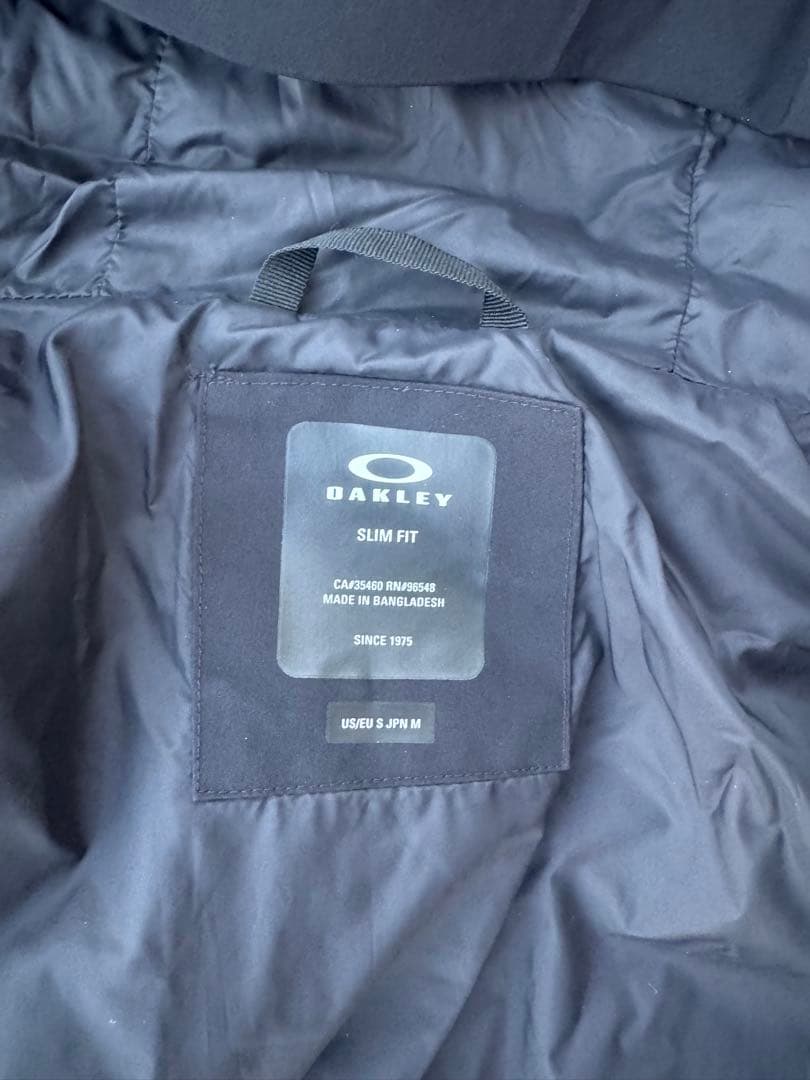 OAKLEY
SLIM FIT
CA#35460 RN#96548
MADE IN BANGLADESH
SINCE 1975
US/EU S JPN M